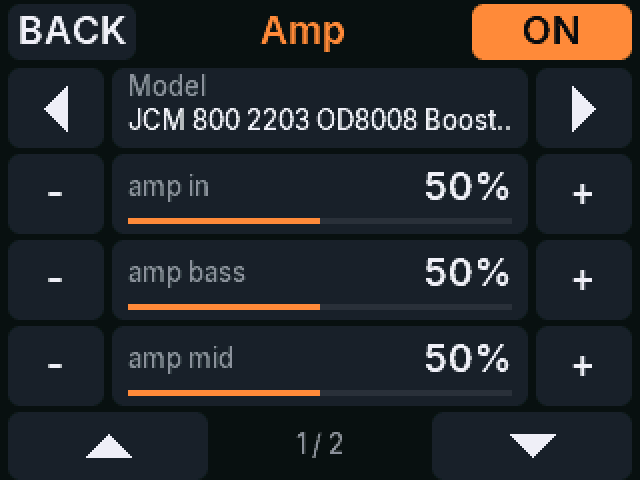 BACK Amp ON
Model
JCM 800 2203 OD8008 Boost..
- amp in 50% +
- amp bass 50% +
- amp mid 50% +
1/2